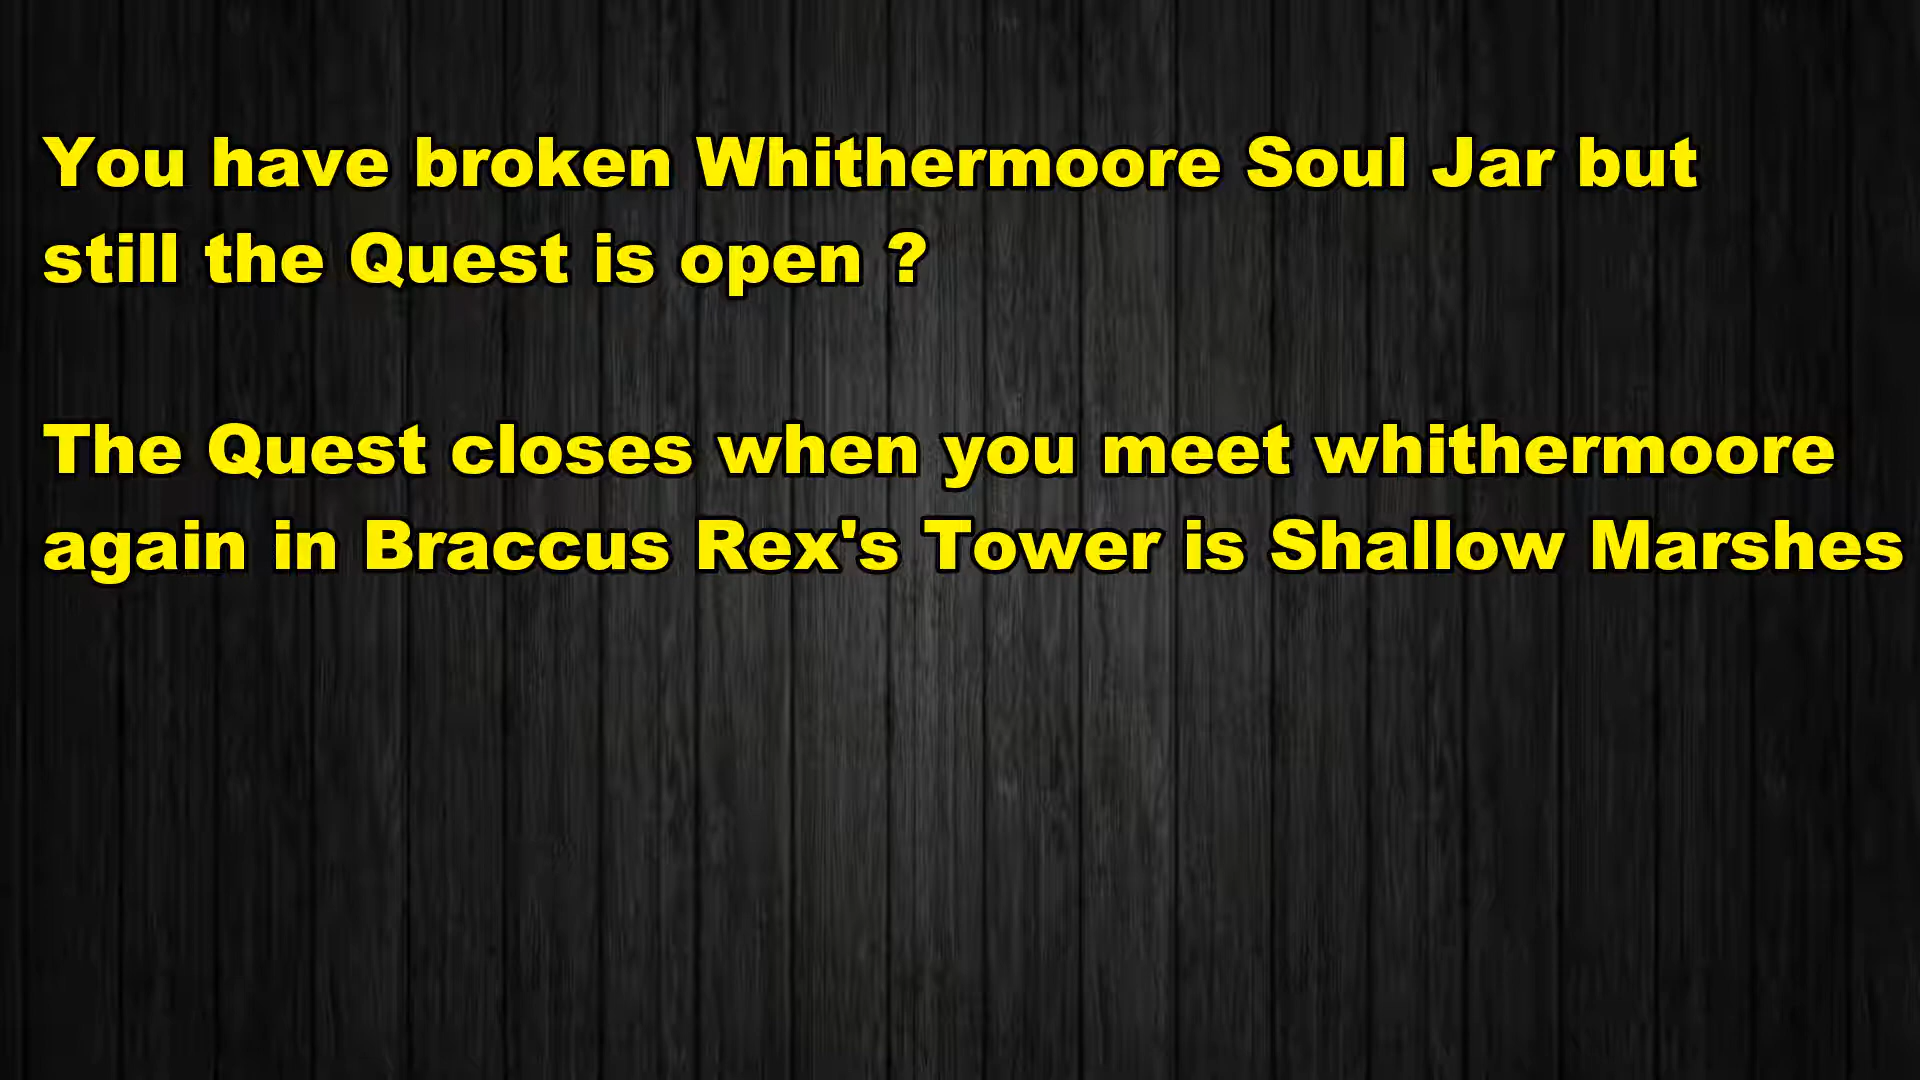 You have broken Whithermoore Soul Jar but
still the Quest is open ?
The Quest closes when you meet whithermoore
again in Braccus Rex's Tower is Shallow Marshes